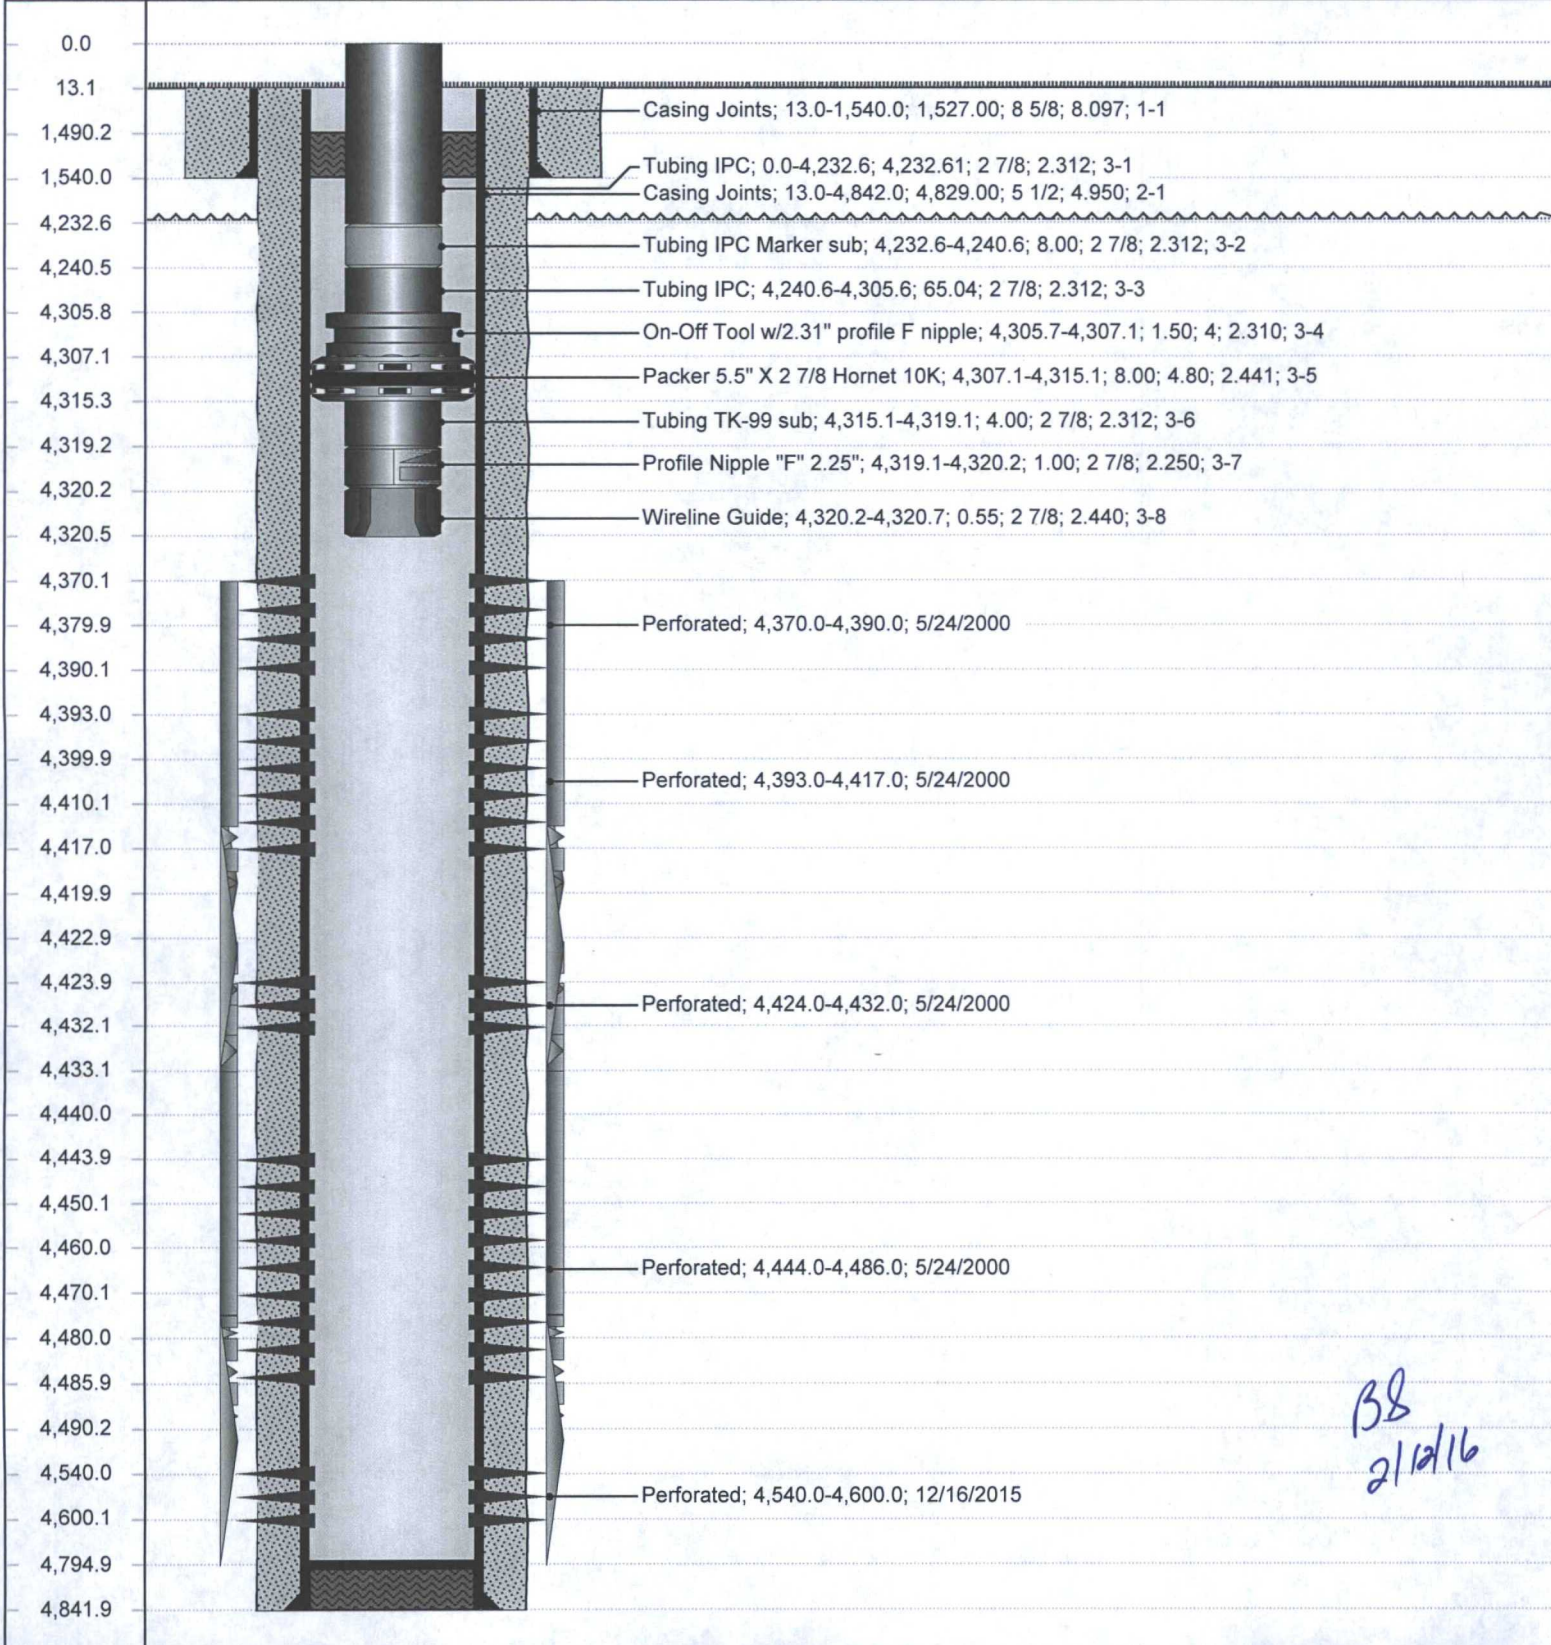 0.0
13.1
Casing Joints; 13.0-1,540.0; 1,527.00; 8 5/8; 8.097; 1-1
1,490.2
Tubing IPC; 0.0-4,232.6; 4,232.61; 2 7/8; 2.312; 3-1
1,540.0
Casing Joints; 13.0-4,842.0; 4,829.00; 5 1/2; 4.950; 2-1
4,232.6
Tubing IPC Marker sub; 4,232.6-4,240.6; 8.00; 2 7/8; 2.312; 3-2
4,240.5
Tubing IPC; 4,240.6-4,305.6; 65.04; 2 7/8; 2.312; 3-3
4,305.8
On-Off Tool w/2.31" profile F nipple; 4,305.7-4,307.1; 1.50; 4; 2.310; 3-4
4,307.1
Packer 5.5" X 2 7/8 Hornet 10K; 4,307.1-4,315.1; 8.00; 4.80; 2.441; 3-5
4,315.3
Tubing TK-99 sub; 4,315.1-4,319.1; 4.00; 2 7/8; 2.312; 3-6
4,319.2
Profile Nipple "F" 2.25"; 4,319.1-4,320.2; 1.00; 2 7/8; 2.250; 3-7
4,320.2
Wireline Guide; 4,320.2-4,320.7; 0.55; 2 7/8; 2.440; 3-8
4,320.5
4,370.1
4,379.9
Perforated; 4,370.0-4,390.0; 5/24/2000
4,390.1
4,393.0
4,399.9
Perforated; 4,393.0-4,417.0; 5/24/2000
4,410.1
4,417.0
4,419.9
4,422.9
4,423.9
Perforated; 4,424.0-4,432.0; 5/24/2000
4,432.1
4,433.1
4,440.0
4,443.9
4,450.1
4,460.0
Perforated; 4,444.0-4,486.0; 5/24/2000
4,470.1
4,480.0
4,485.9
4,490.2
4,540.0
Perforated; 4,540.0-4,600.0; 12/16/2015
4,600.1
4,794.9
4,841.9